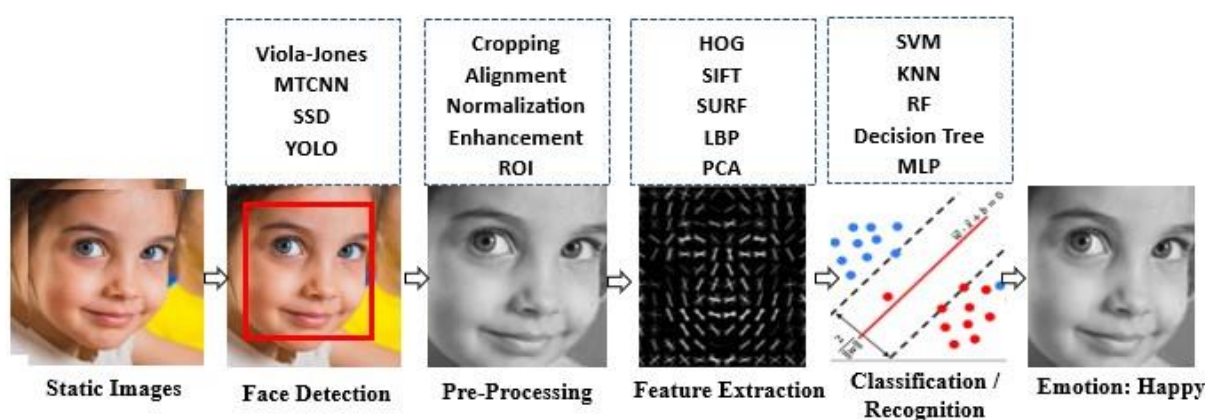 Viola-Jones
MTCNN
SSD
YOLO
Cropping
Alignment
Normalization
Enhancement
ROI
HOG
SIFT
SURF
LBP
PCA
SVM
KNN
RF
Decision Tree
MLP
Static Images
Face Detection
Pre-Processing
Feature Extraction
Classification /
Recognition
Emotion: Happy